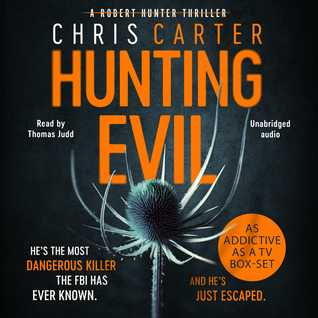 A ROBERT HUNTER THRILLER
CHRIS CARTER
HUNTING
EVIL
Read by
Thomas Judd
Unabridged
audio
AS
ADDICTIVE
AS A TV
BOX-SET
HE'S THE MOST
DANGEROUS KILLER
THE FBI HAS
EVER KNOWN.
AND HE'S
JUST ESCAPED.